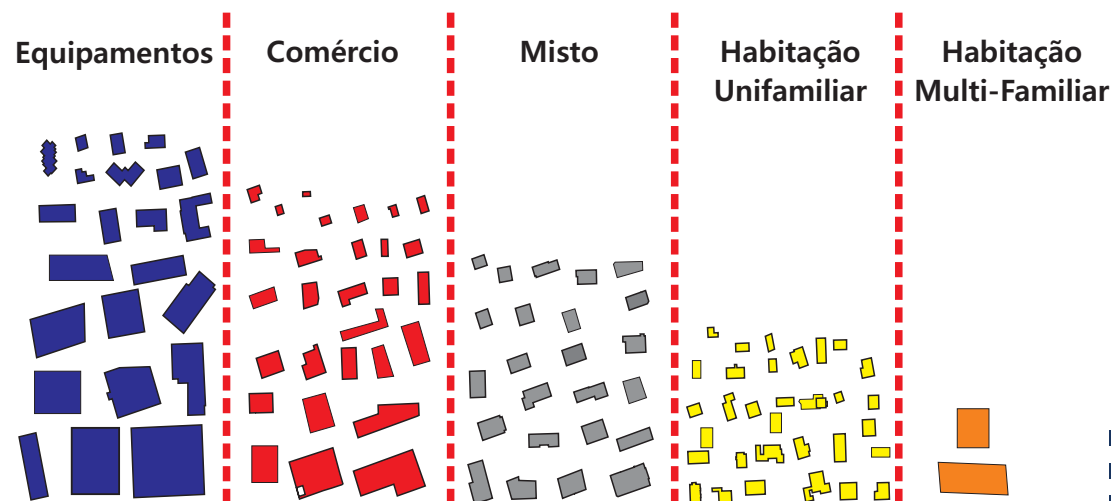 Equipamentos
Comércio
Misto
Habitação
Unifamiliar
Habitação
Multi-Familiar